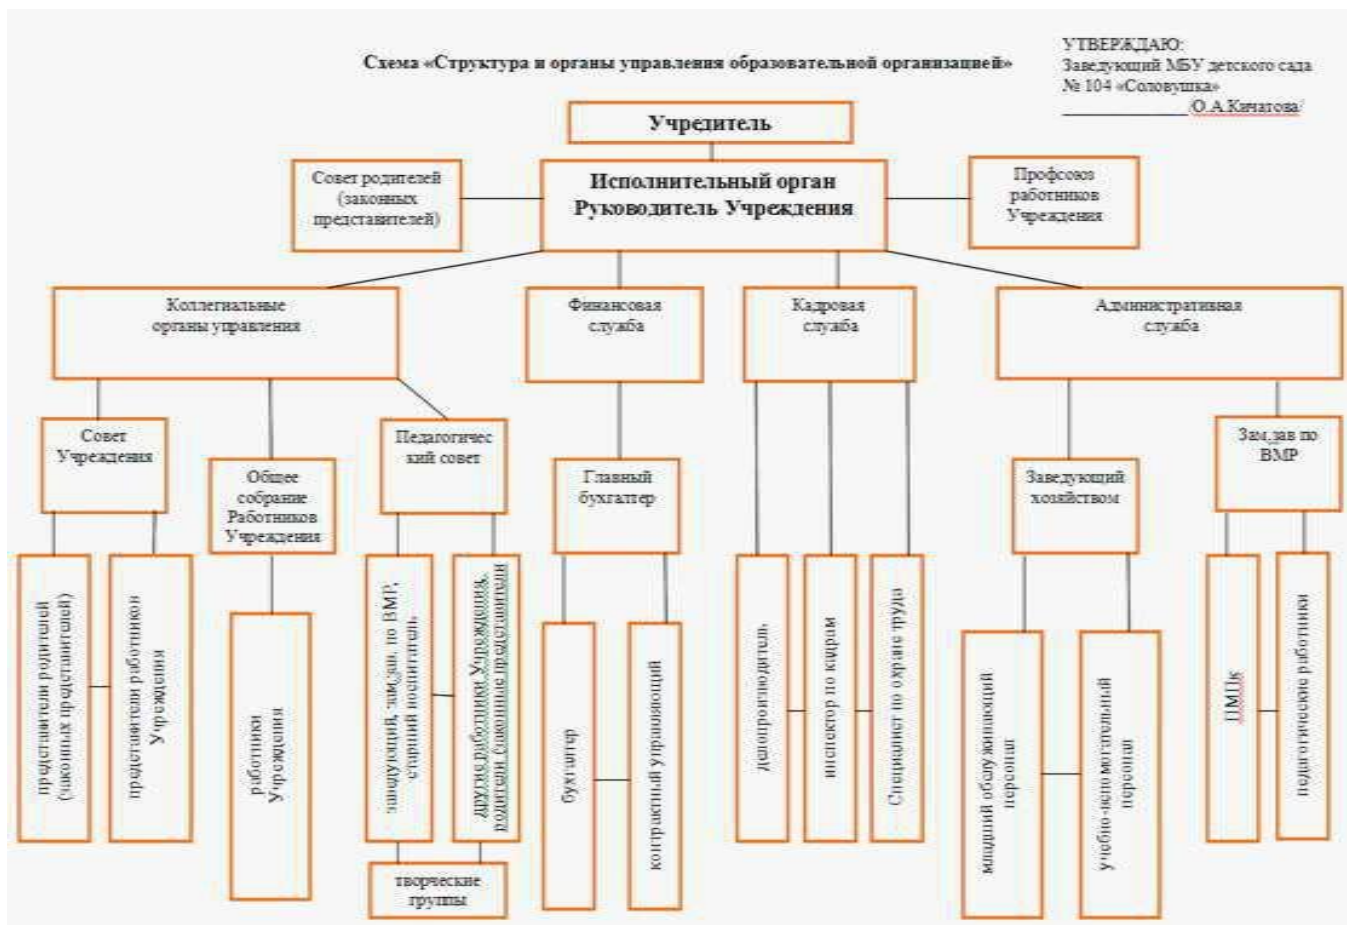 УТВЕРЖДАЮ:
Заведующий МБУ детского сада
№ 104 «Соловушка»
/О.А.Кичатова/
Схема «Структура и органы управления образовательной организацией»
Учредитель
Совет родителей
(законных
представителей)
Исполнительный орган
Руководитель Учреждения
Профсоюз
работников
Учреждения
Коллегиальные
органы управления
Финансовая
служба
Кадровая
служба
Административная
служба
Совет
Учреждения
Общее
собрание
Работников
Учреждения
Педагогичес
кий совет
Главный
бухгалтер
Заведующий
хозяйством
Зам.зав по
ВМР
представители родителей
(законных представителей)
представители работников
Учреждения
работники
Учреждения
заведующий, зам.зав. по ВМР,
старший воспитатель
другие работники Учреждения,
родители (законные представители
творческие
группы
бухгалтер
контрактный управляющий
делопроизводитель
инспектор по кадрам
Специалист по охране труда
младший обслуживающий
персонал
учебно-вспомогательный
персонал
ПМПк
педагогические работники